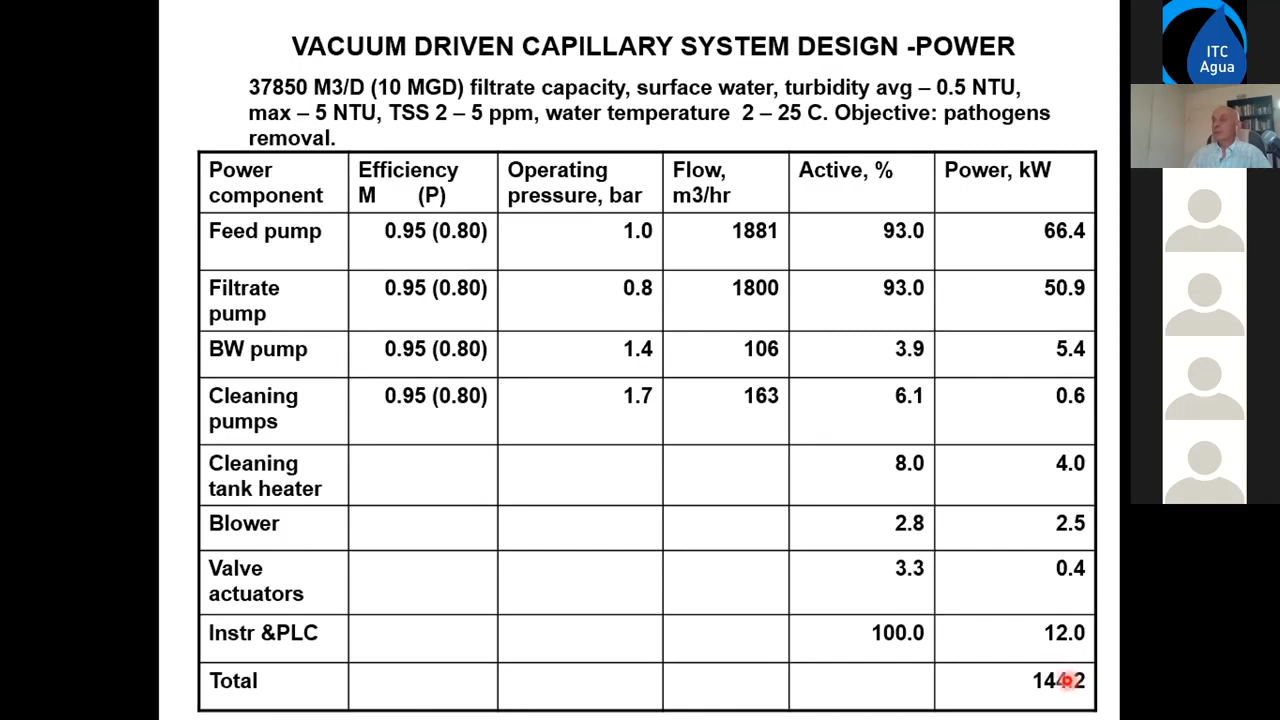 VACUUM DRIVEN CAPILLARY SYSTEM DESIGN -POWER
37850 M3/D (10 MGD) filtrate capacity, surface water, turbidity avg – 0.5 NTU,
max – 5 NTU, TSS 2 – 5 ppm, water temperature 2 – 25 C. Objective: pathogens
removal.
Power component Efficiency M (P) Operating pressure, bar Flow, m3/hr Active, % Power, kW
Feed pump 0.95 (0.80) 1.0 1881 93.0 66.4
Filtrate pump 0.95 (0.80) 0.8 1800 93.0 50.9
BW pump 0.95 (0.80) 1.4 106 3.9 5.4
Cleaning pumps 0.95 (0.80) 1.7 163 6.1 0.6
Cleaning tank heater 8.0 4.0
Blower 2.8 2.5
Valve actuators 3.3 0.4
Instr &PLC 100.0 12.0
Total
ITC
Agua